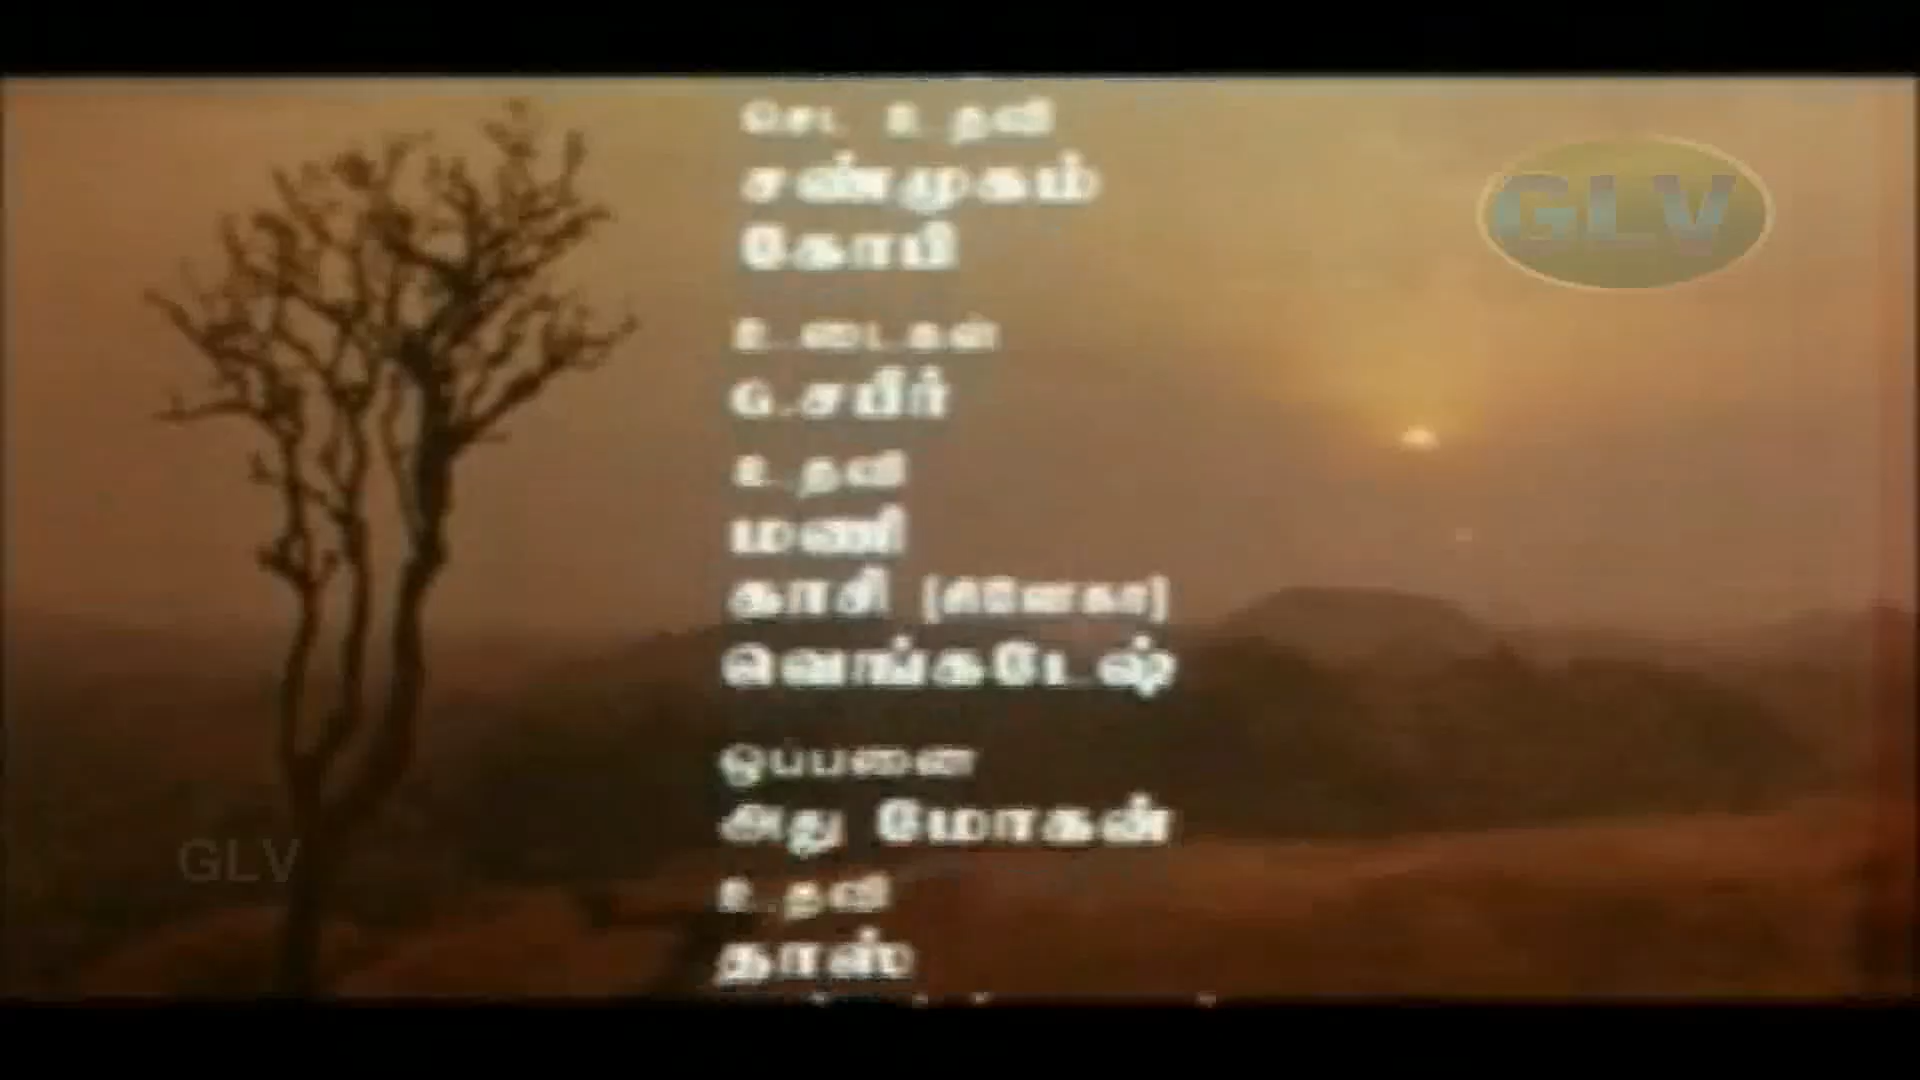 செட் உதவி
சண்முகம்
கோபி
GLV
உடைகள்
G.சபீர்
உதவி
மணி
காசி (சினேகா)
வெங்கடேஷ்
ஒப்பனை
அது மோகன்
உதவி
தாஸ்
GLV